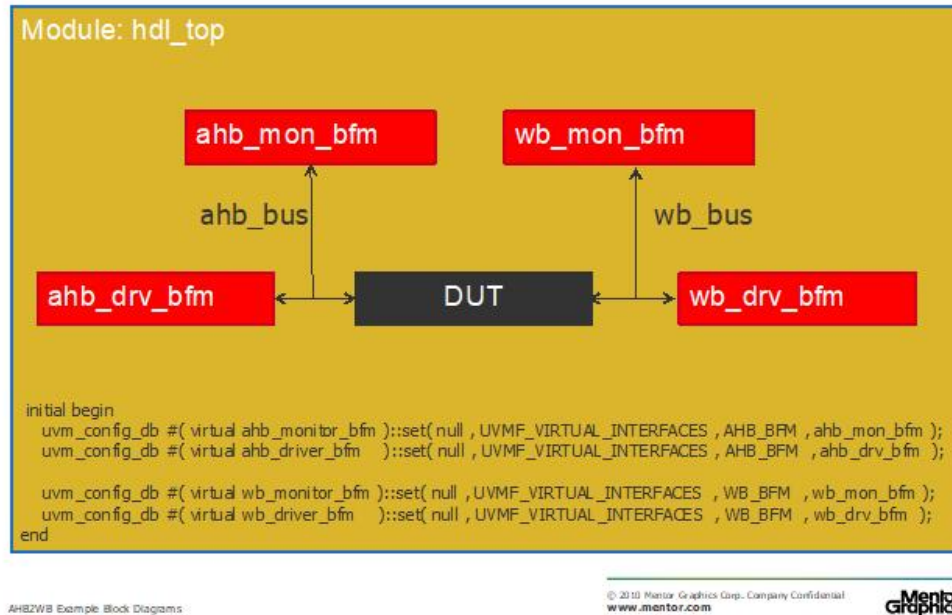 Module: hdl_top
ahb_mon_bfm
wb_mon_bfm
ahb_bus
wb_bus
ahb_drv_bfm
DUT
wb_drv_bfm
initial begin
uvm_config_db #( virtual ahb_monitor_bfm )::set( null , UVMF_VIRTUAL_INTERFACES , AHB_BFM , ahb_mon_bfm );
uvm_config_db #( virtual ahb_driver_bfm )::set( null , UVMF_VIRTUAL_INTERFACES , AHB_BFM , ahb_drv_bfm );
uvm_config_db #( virtual wb_monitor_bfm )::set( null , UVMF_VIRTUAL_INTERFACES , WB_BFM , wb_mon_bfm );
uvm_config_db #( virtual wb_driver_bfm )::set( null , UVMF_VIRTUAL_INTERFACES , WB_BFM , wb_drv_bfm );
end
AHB2WB Example Block Diagrams
© 2010 Mentor Graphics Corp. Company Confidential
www.mentor.com
Graphic